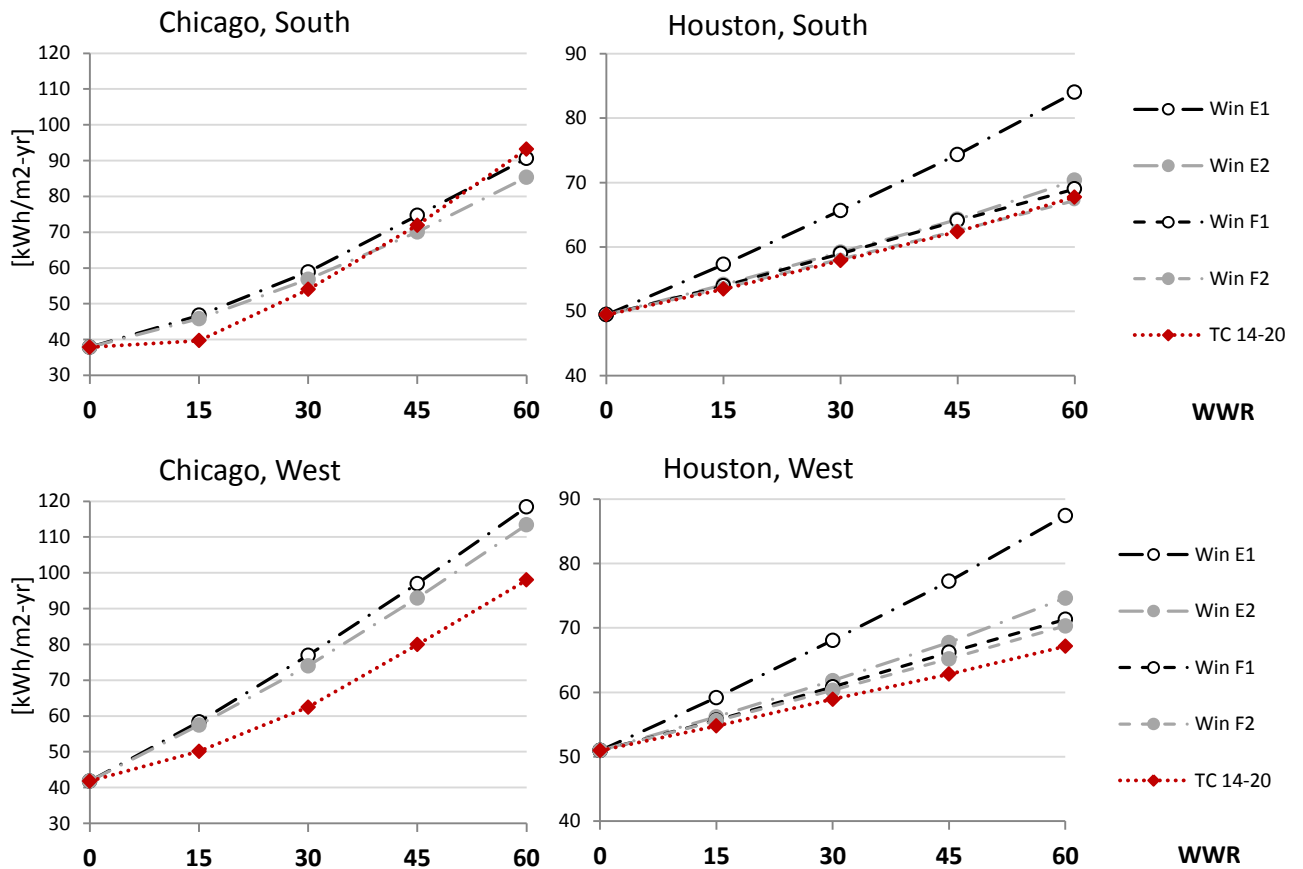 Chicago, South
[kWh/m2-yr]
120
110
100
90
80
70
60
50
40
30
0 15 30 45 60
Houston, South
90
80
70
60
50
40
0 15 30 45 60
WWR
Win E1
Win E2
Win F1
Win F2
TC 14-20
Chicago, West
[kWh/m2-yr]
120
110
100
90
80
70
60
50
40
30
0 15 30 45 60
Houston, West
90
80
70
60
50
40
0 15 30 45 60
WWR
Win E1
Win E2
Win F1
Win F2
TC 14-20